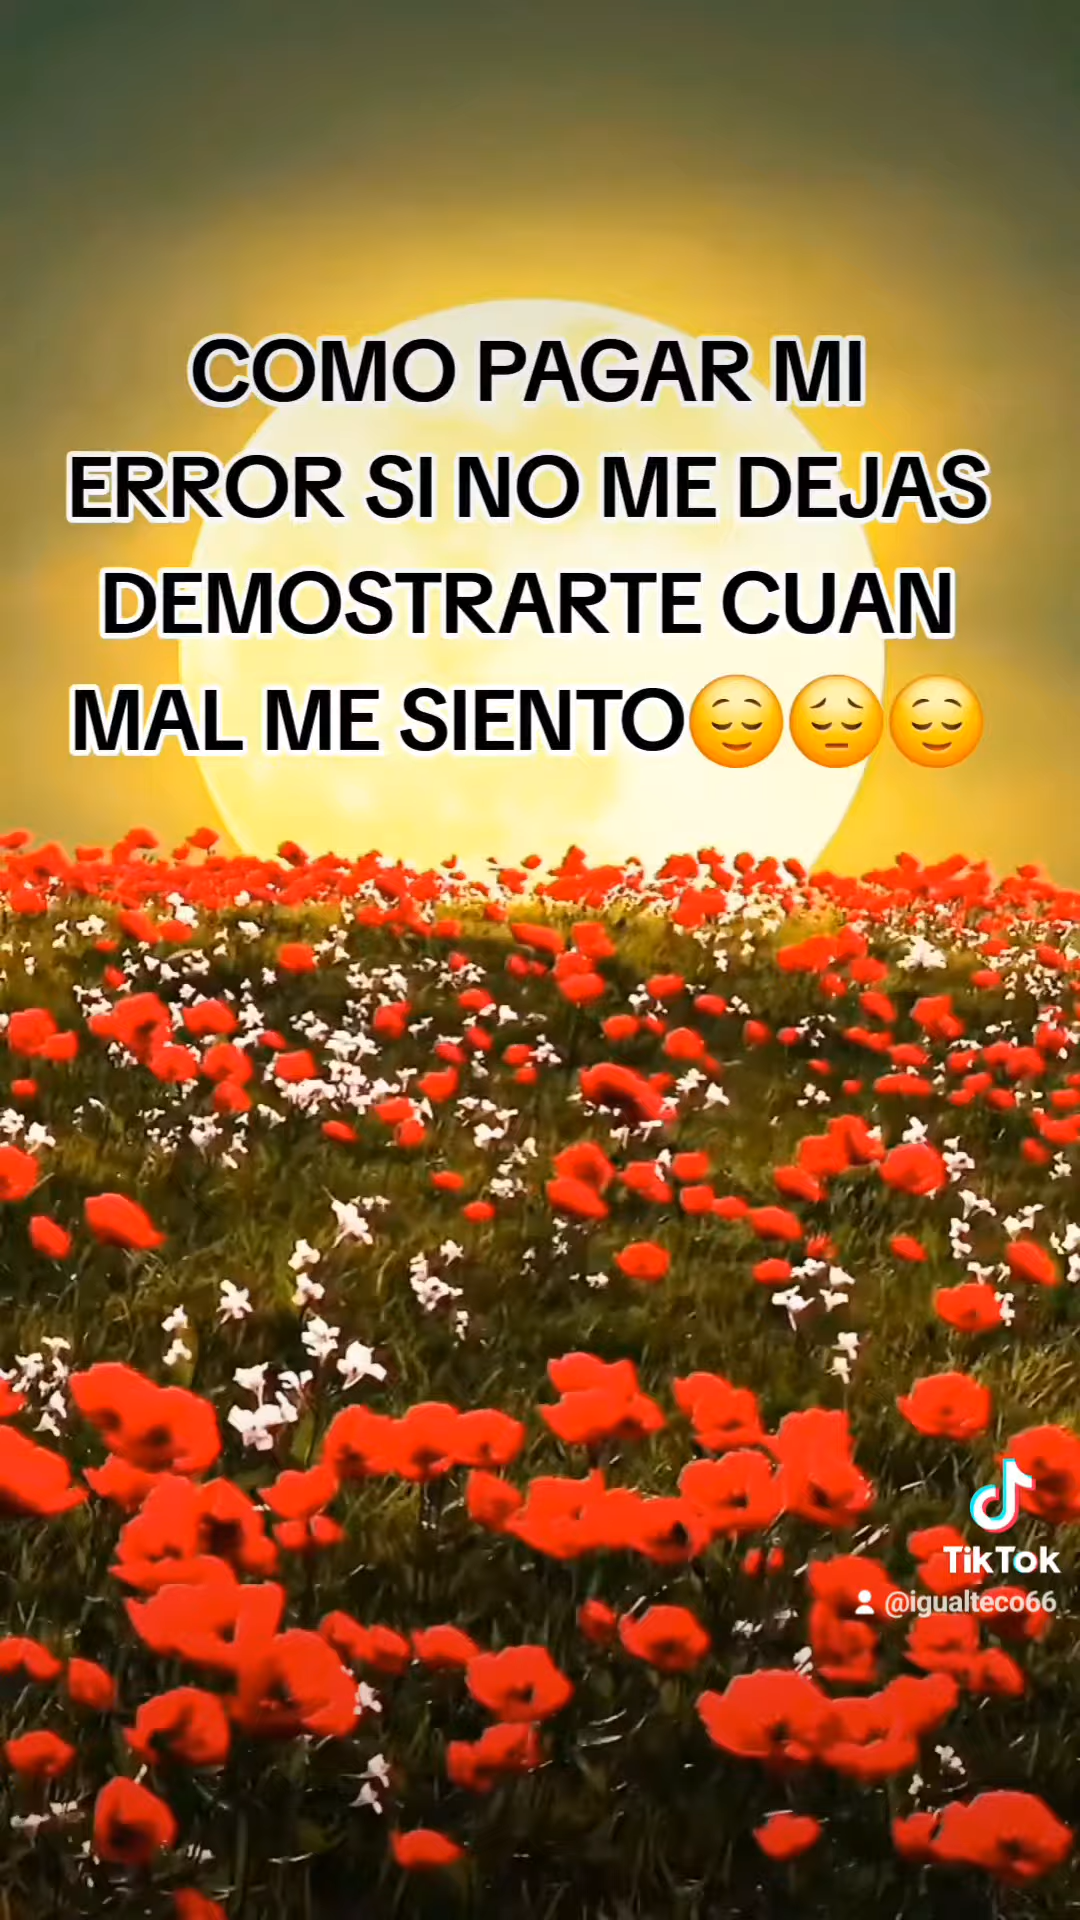 COMO PAGAR MI
ERROR SI NO ME DEJAS
DEMOSTRARTE CUAN
MAL ME SIENTO😌😔😌
TikTok
@igualteco66